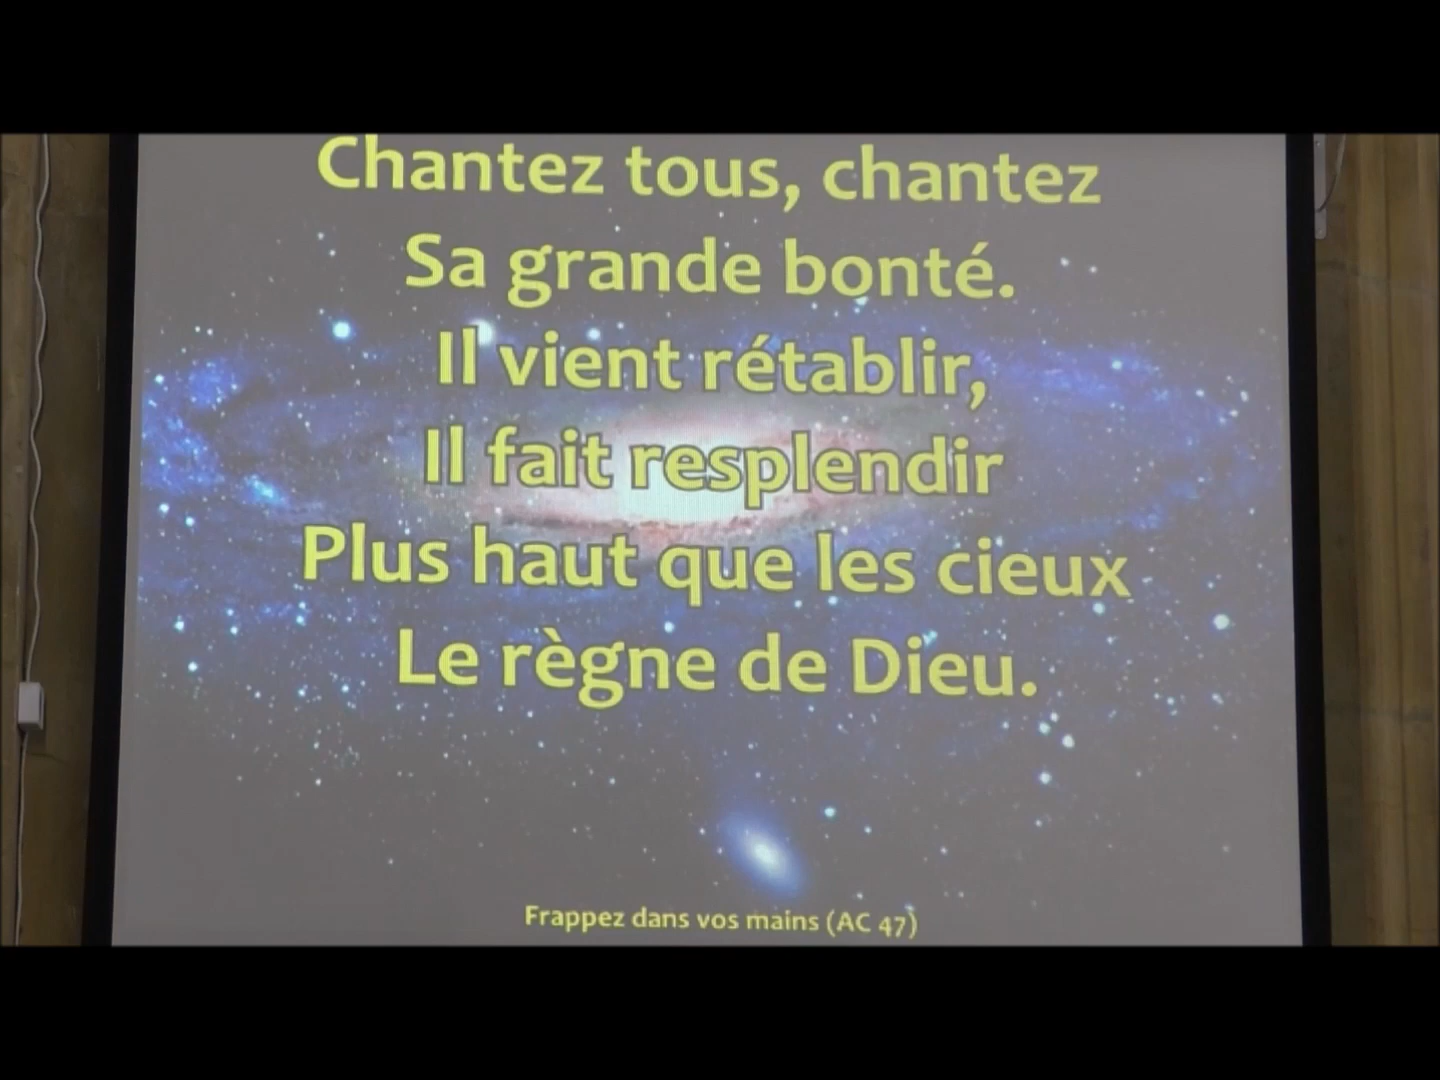 Chantez tous, chantez
Sa grande bonté.
Il vient rétablir,
Il fait resplendir
Plus haut que les cieux
Le règne de Dieu.
Frappez dans vos mains (AC 47)